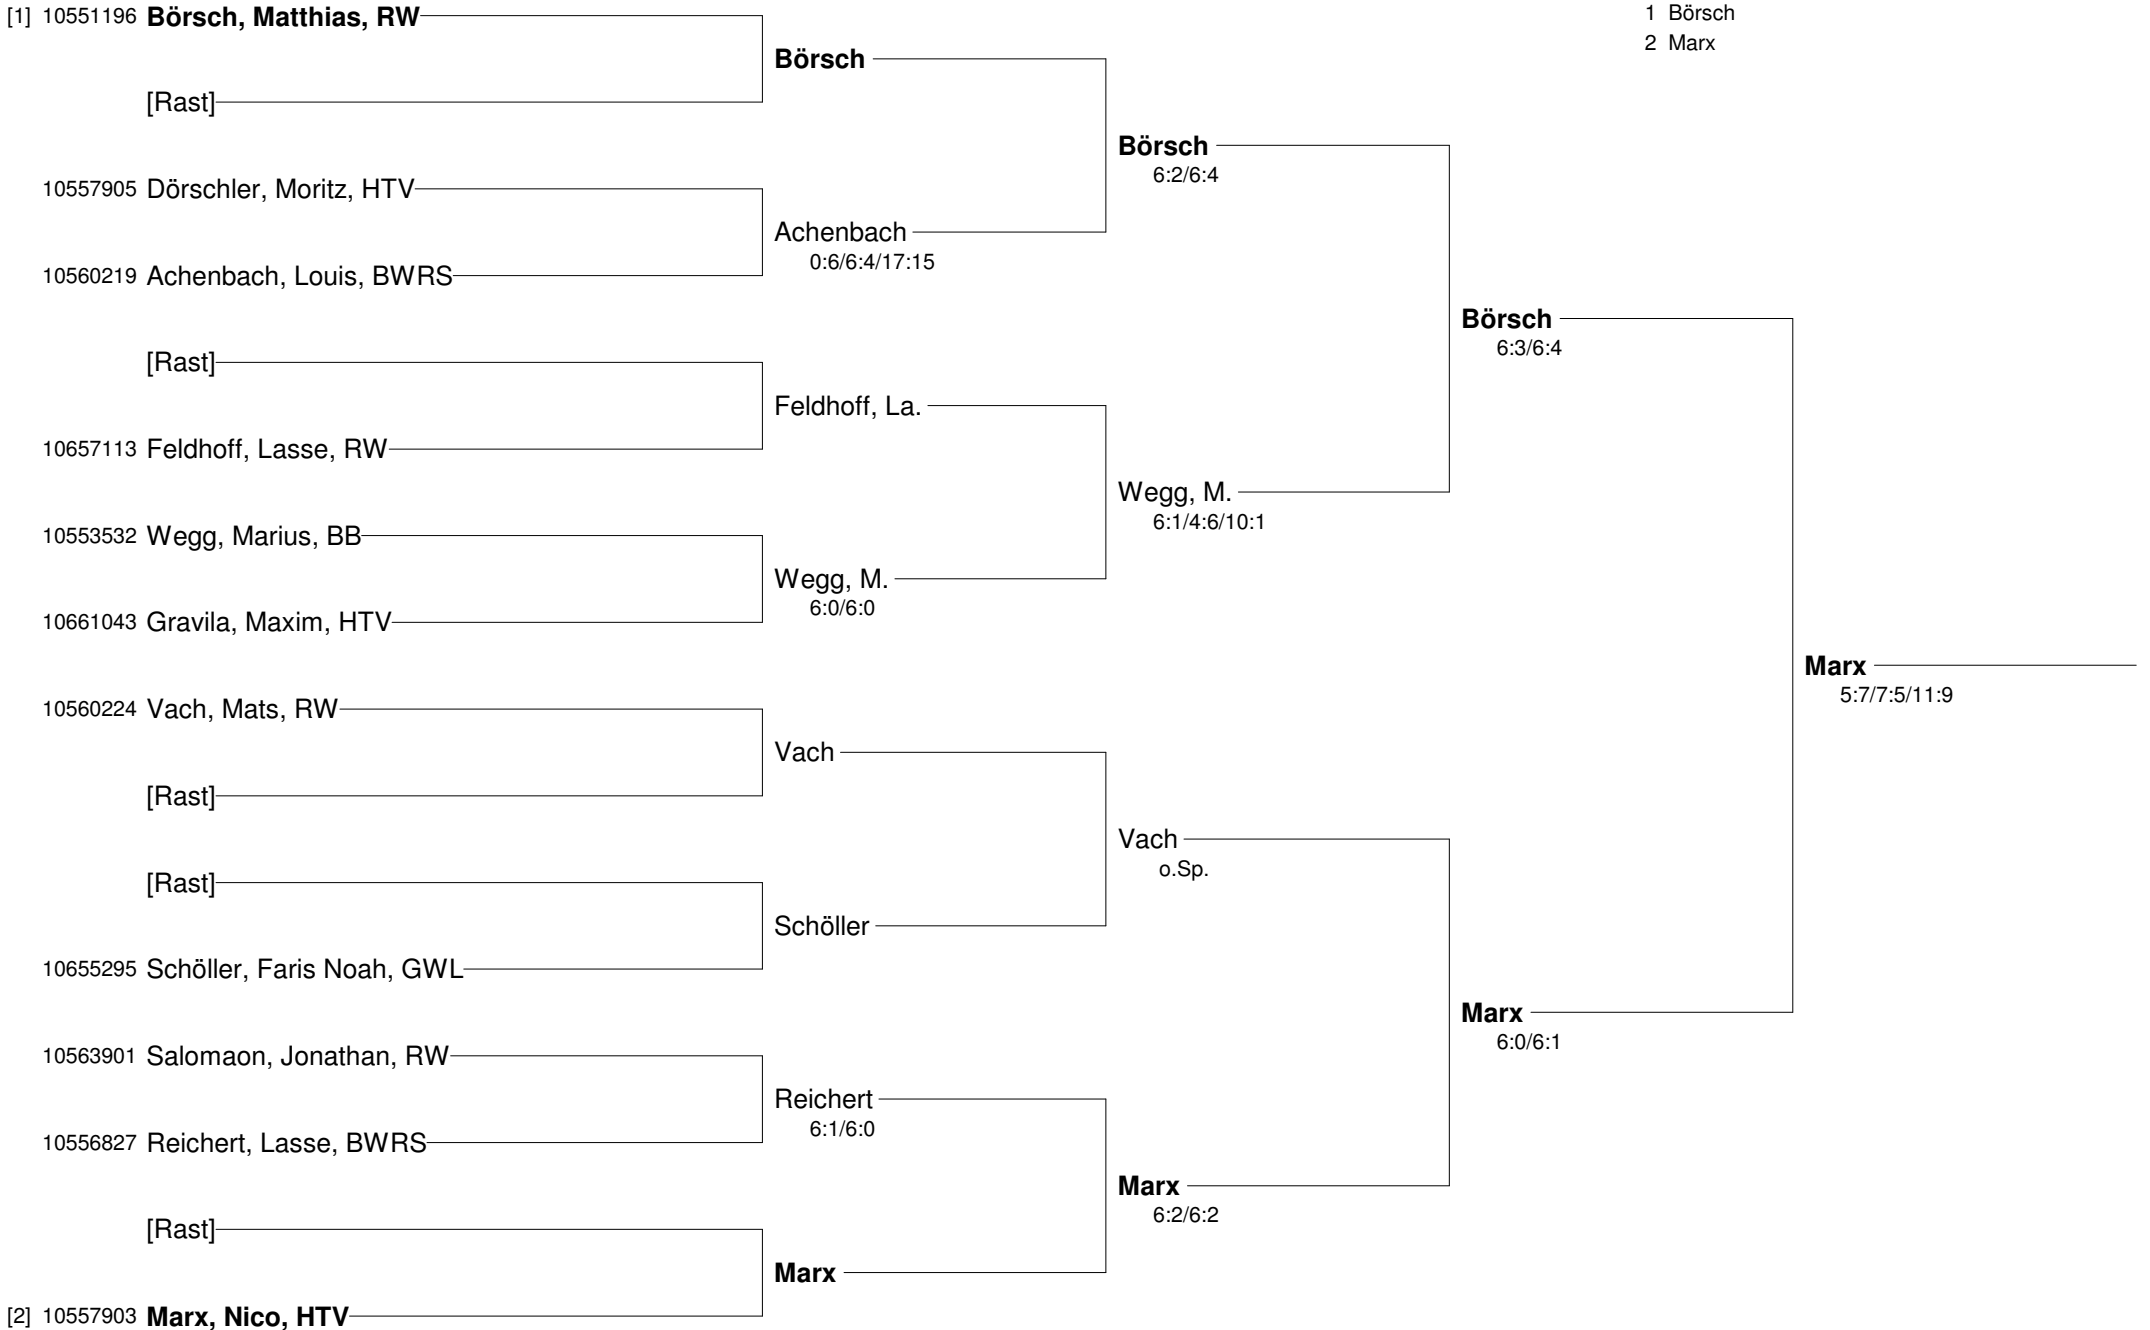 [1] 10551196 Börsch, Matthias, RW
[Rast]
10557905 Dörschler, Moritz, HTV
10560219 Achenbach, Louis, BWRS
[Rast]
10657113 Feldhoff, Lasse, RW
10553532 Wegg, Marius, BB
10661043 Gravila, Maxim, HTV
10560224 Vach, Mats, RW
[Rast]
[Rast]
10655295 Schöller, Faris Noah, GWL
10563901 Salomaon, Jonathan, RW
10556827 Reichert, Lasse, BWRS
[Rast]
[2] 10557903 Marx, Nico, HTV
Börsch
Achenbach
0:6/6:4/17:15
Feldhoff, La.
Wegg, M.
6:0/6:0
Vach
Schöller
Reichert
6:1/6:0
Marx
Börsch
6:2/6:4
Wegg, M.
6:1/4:6/10:1
Vach
o.Sp.
Marx
6:2/6:2
Börsch
6:3/6:4
Marx
6:0/6:1
Marx
5:7/7:5/11:9
1 Börsch
2 Marx